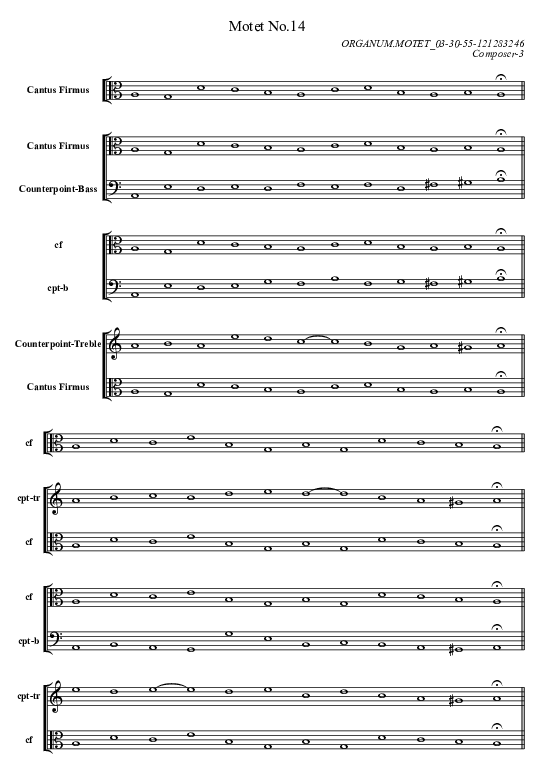 Motet No.14
ORGANUM.MOTET_03-30-55-121283246
Composer-3
Cantus Firmus
Cantus Firmus
Counterpoint-Bass
cf
cpt-b
Counterpoint-Treble
Cantus Firmus
cf
cpt-tr
cf
cf
cpt-b
cpt-tr
cf